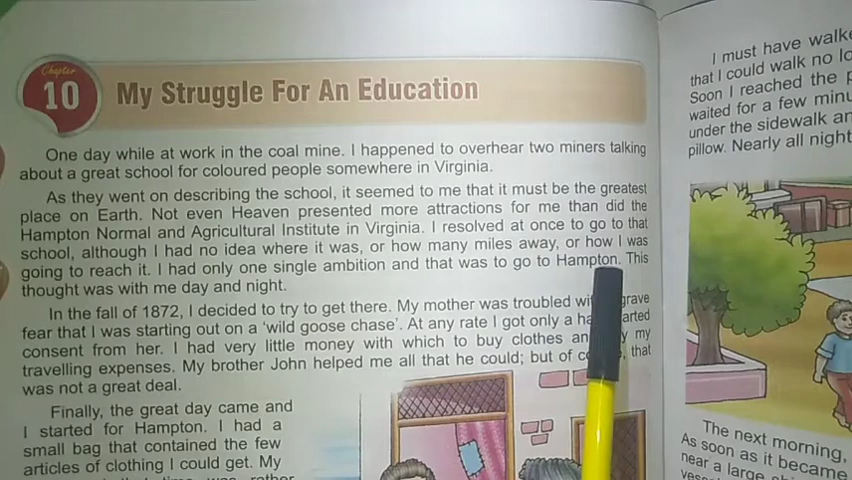 Chapter
10 My Struggle For An Education
One day while at work in the coal mine. I happened to overhear two miners talking
about a great school for coloured people somewhere in Virginia.
As they went on describing the school, it seemed to me that it must be the greatest
place on Earth. Not even Heaven presented more attractions for me than did the
Hampton Normal and Agricultural Institute in Virginia. I resolved at once to go to that
school, although I had no idea where it was, or how many miles away, or how I was
going to reach it. I had only one single ambition and that was to go to Hampton. This
thought was with me day and night.
In the fall of 1872, I decided to try to get there. My mother was troubled grave
fear that I was starting out on a 'wild goose chase'. At any rate I got only a
consent from her. I had very little money with which to buy clothes my
travelling expenses. My brother John helped me all that he could; but of that
was not a great deal.
Finally, the great day came and
I started for Hampton. I had a
small bag that contained the few
articles of clothing I could get. My
rather
I must have
that I could walk no
Soon I reached the
waited for a few
under the sidewalk
pillow. Nearly all night
The next morning,
As soon as it became
near a large